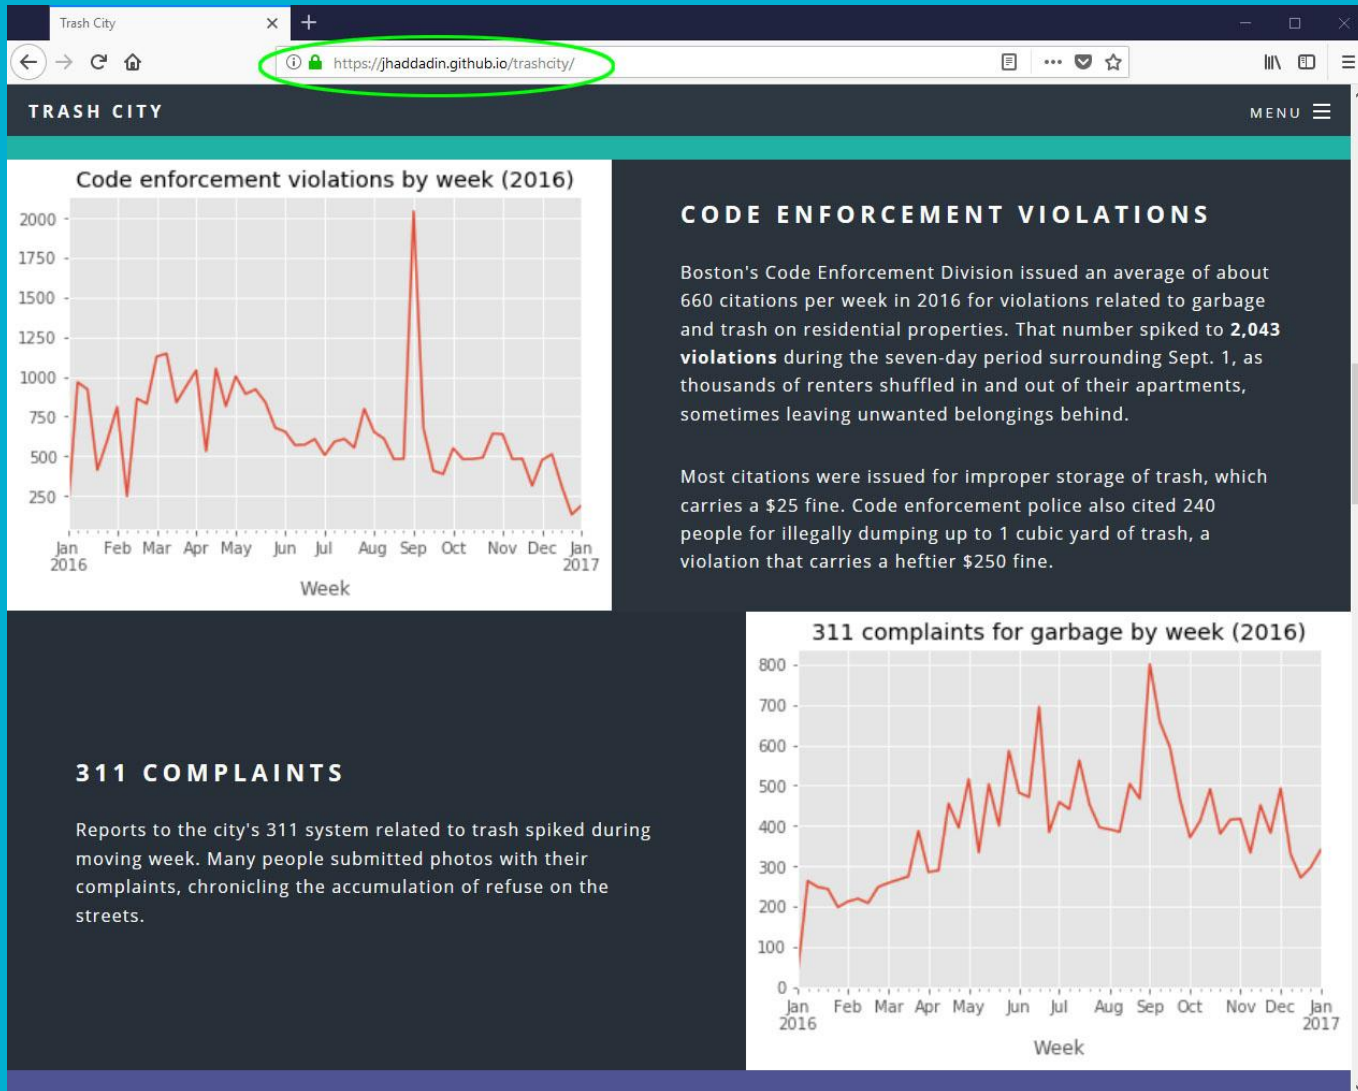 Trash City
https://jhaddadin.github.io/trashcity/
TRASH CITY
MENU
Code enforcement violations by week (2016)
2000
1750
1500
1250
1000
750
500
250
Jan Feb Mar Apr May Jun Jul Aug Sep Oct Nov Dec Jan
2016 2017
Week
CODE ENFORCEMENT VIOLATIONS
Boston's Code Enforcement Division issued an average of about
660 citations per week in 2016 for violations related to garbage
and trash on residential properties. That number spiked to 2,043
violations during the seven-day period surrounding Sept. 1, as
thousands of renters shuffled in and out of their apartments,
sometimes leaving unwanted belongings behind.
Most citations were issued for improper storage of trash, which
carries a $25 fine. Code enforcement police also cited 240
people for illegally dumping up to 1 cubic yard of trash, a
violation that carries a heftier $250 fine.
311 COMPLAINTS
Reports to the city's 311 system related to trash spiked during
moving week. Many people submitted photos with their
complaints, chronicling the accumulation of refuse on the
streets.
311 complaints for garbage by week (2016)
800
700
600
500
400
300
200
100
0
Jan Feb Mar Apr May Jun Jul Aug Sep Oct Nov Dec Jan
2016 2017
Week